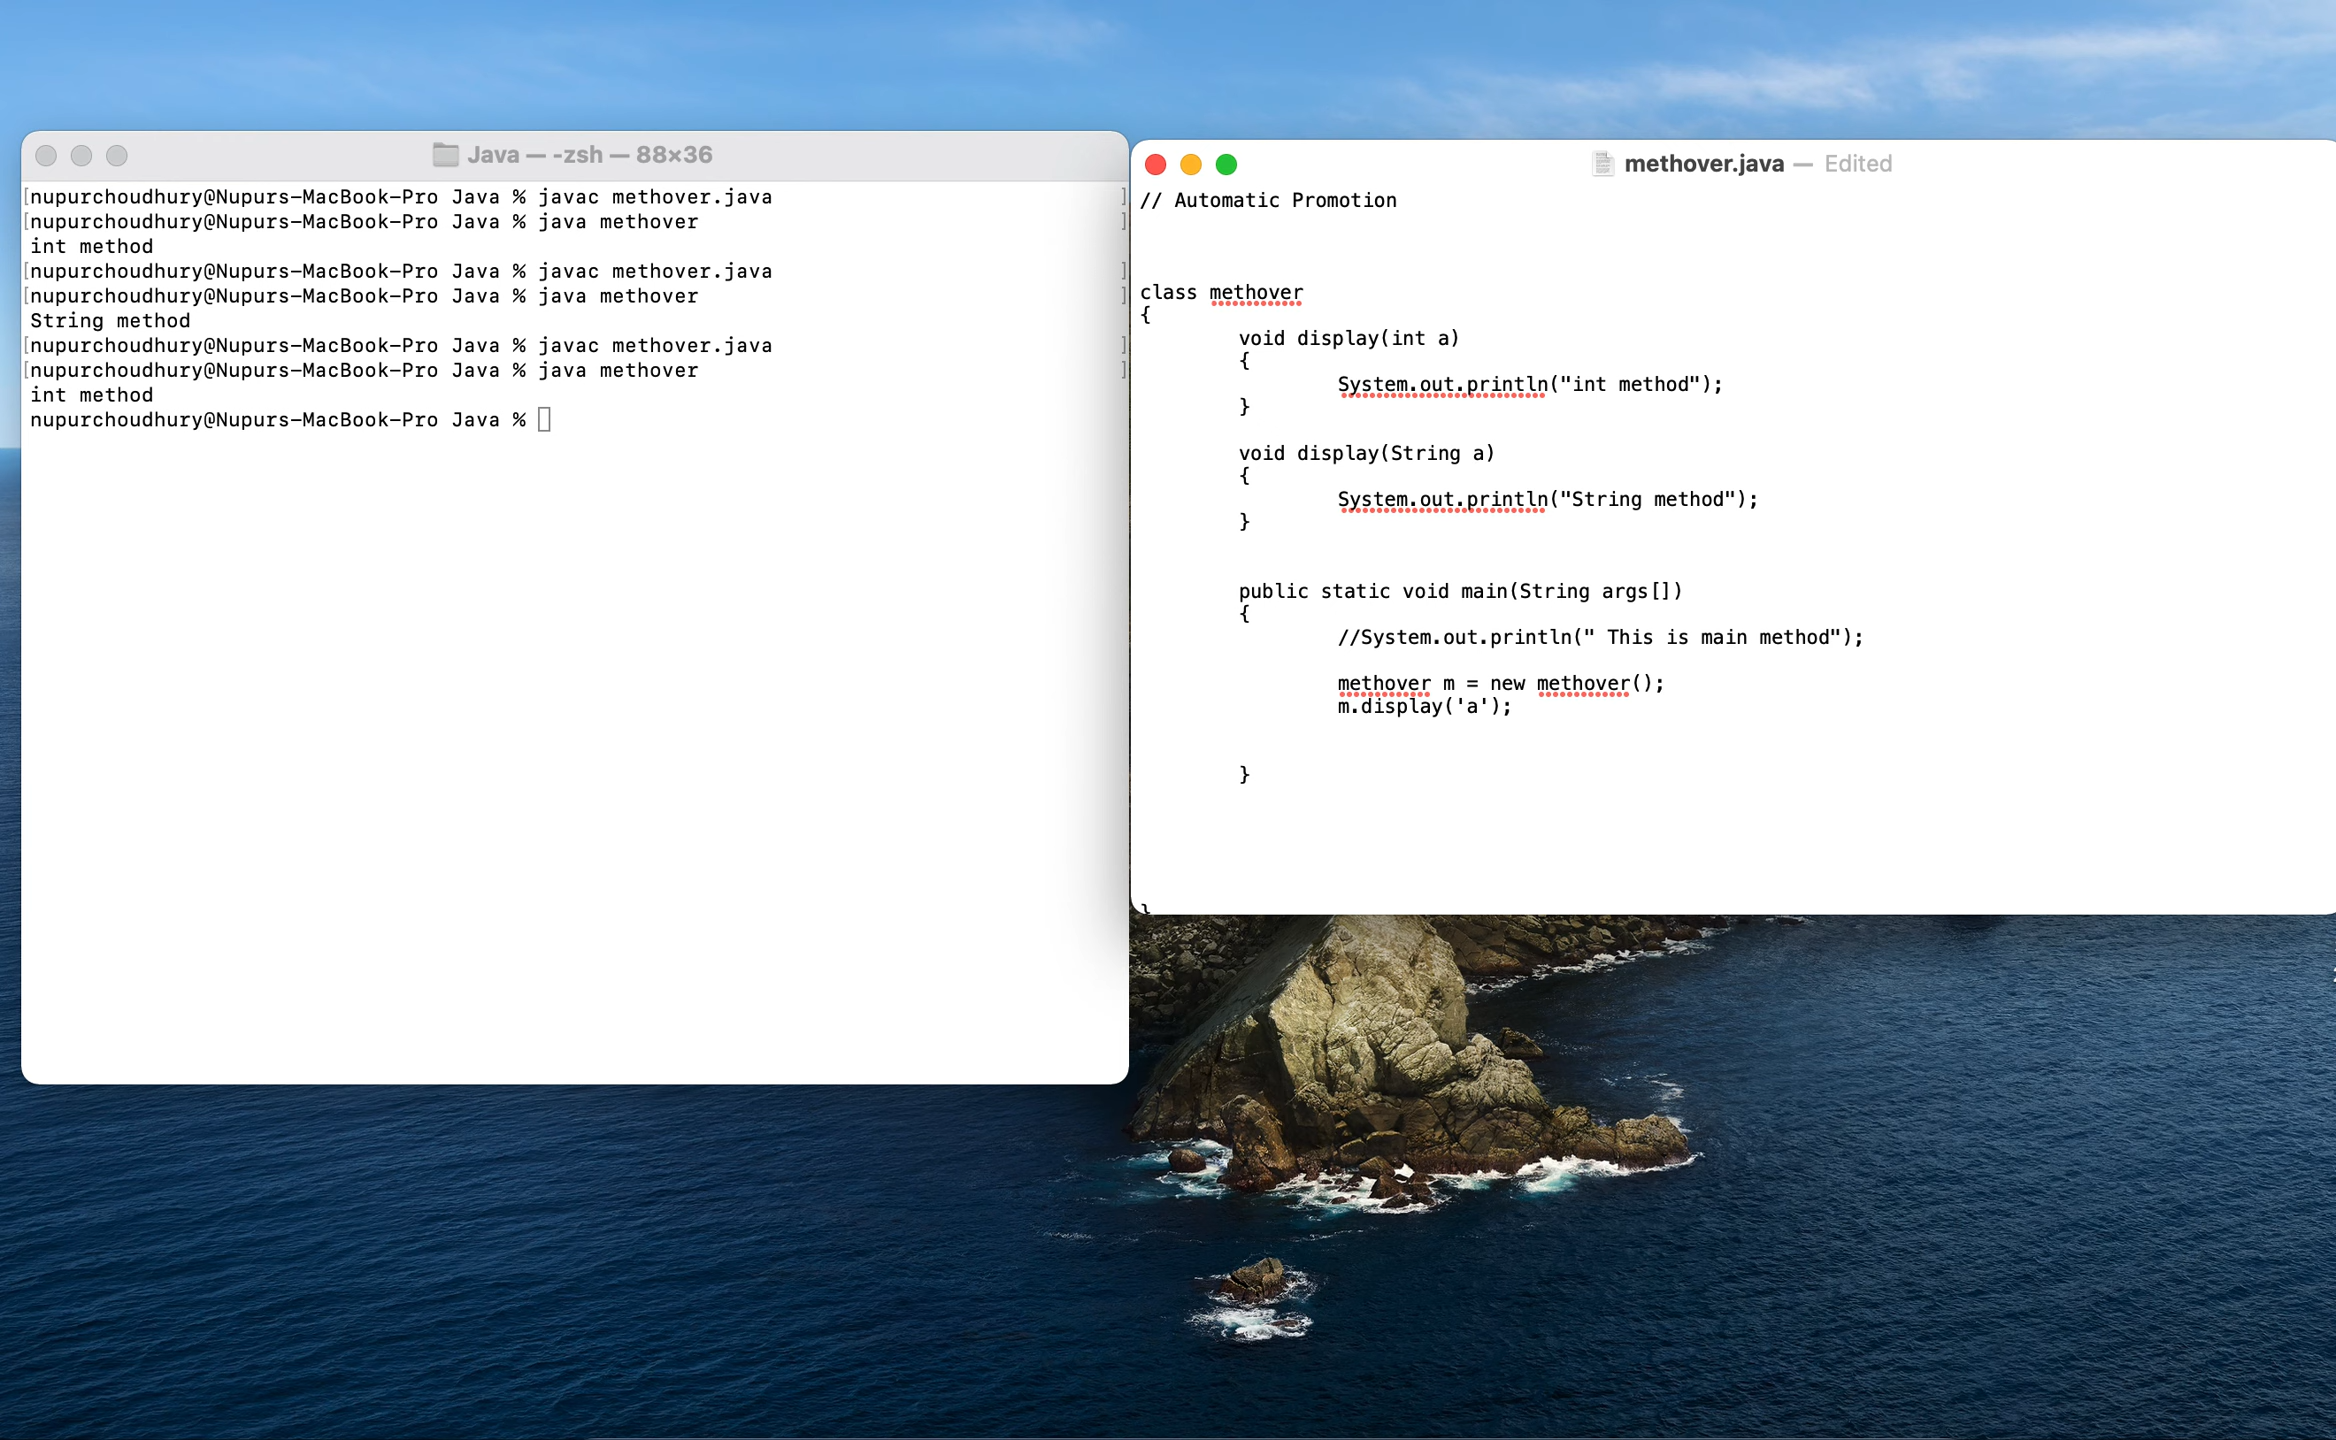 Java — -zsh — 88×36
[nupurchoudhury@Nupurs-MacBook-Pro Java % javac methover.java ]
[nupurchoudhury@Nupurs-MacBook-Pro Java % java methover ]
int method
[nupurchoudhury@Nupurs-MacBook-Pro Java % javac methover.java ]
[nupurchoudhury@Nupurs-MacBook-Pro Java % java methover ]
String method
[nupurchoudhury@Nupurs-MacBook-Pro Java % javac methover.java ]
[nupurchoudhury@Nupurs-MacBook-Pro Java % java methover ]
int method
nupurchoudhury@Nupurs-MacBook-Pro Java %
methover.java — Edited
// Automatic Promotion
class methover
{
void display(int a)
{
System.out.println("int method");
}
void display(String a)
{
System.out.println("String method");
}
public static void main(String args[])
{
//System.out.println(" This is main method");
methover m = new methover();
m.display('a');
}
}